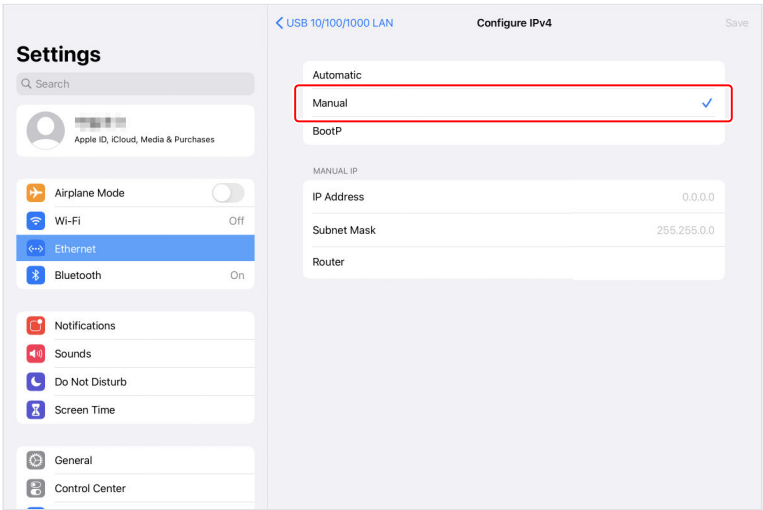 USB 10/100/1000 LAN
Configure IPv4
Save
Settings
Search
Apple ID, iCloud, Media & Purchases
Airplane Mode
Wi-Fi Off
Ethernet
Bluetooth On
Notifications
Sounds
Do Not Disturb
Screen Time
General
Control Center
Automatic
Manual
BootP
MANUAL IP
IP Address 0.0.0.0
Subnet Mask 255.255.0.0
Router